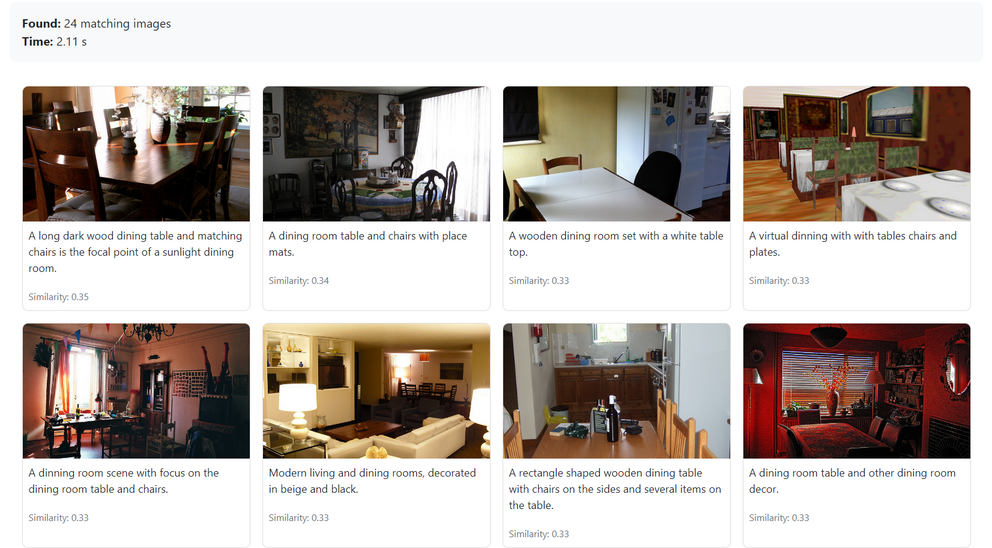 Found: 24 matching images
Time: 2.11 s
A long dark wood dining table and matching
chairs is the focal point of a sunlight dining
room.
Similarity: 0.35
A dining room table and chairs with place
mats.
Similarity: 0.34
A wooden dining room set with a white table
top.
Similarity: 0.33
A virtual dinning with with tables chairs and
plates.
Similarity: 0.33
A dinning room scene with focus on the
dining room table and chairs.
Similarity: 0.33
Modern living and dining rooms, decorated
in beige and black.
Similarity: 0.33
A rectangle shaped wooden dining table
with chairs on the sides and several items on
the table.
Similarity: 0.33
A dining room table and other dining room
decor.
Similarity: 0.33